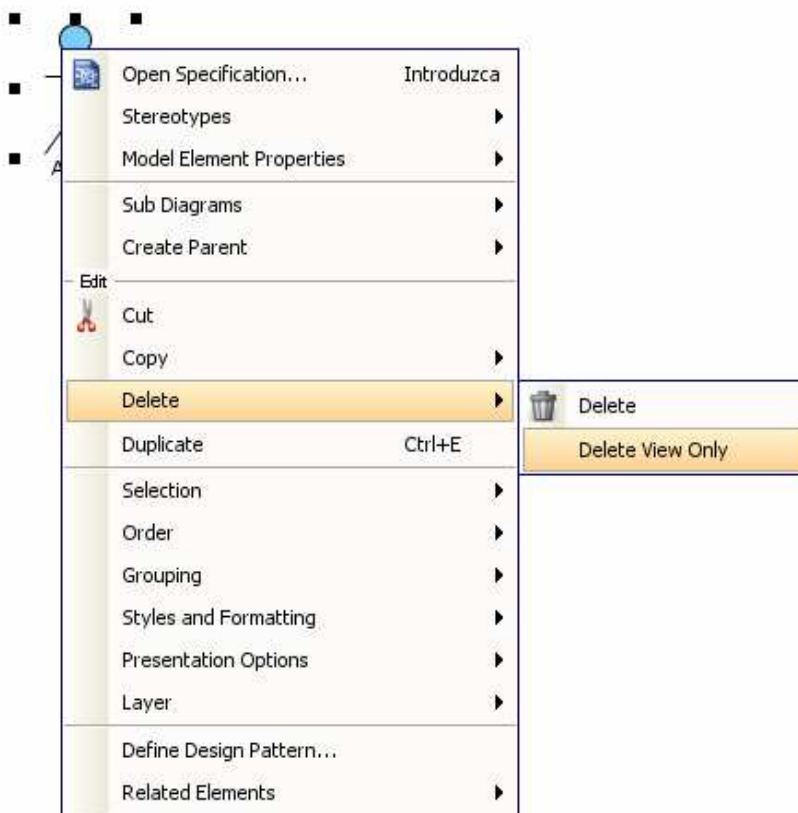 Open Specification... Introduzca
Stereotypes
Model Element Properties
A
Sub Diagrams
Create Parent
Edit
Cut
Copy
Delete
Delete
Delete View Only
Duplicate Ctrl+E
Selection
Order
Grouping
Styles and Formatting
Presentation Options
Layer
Define Design Pattern...
Related Elements